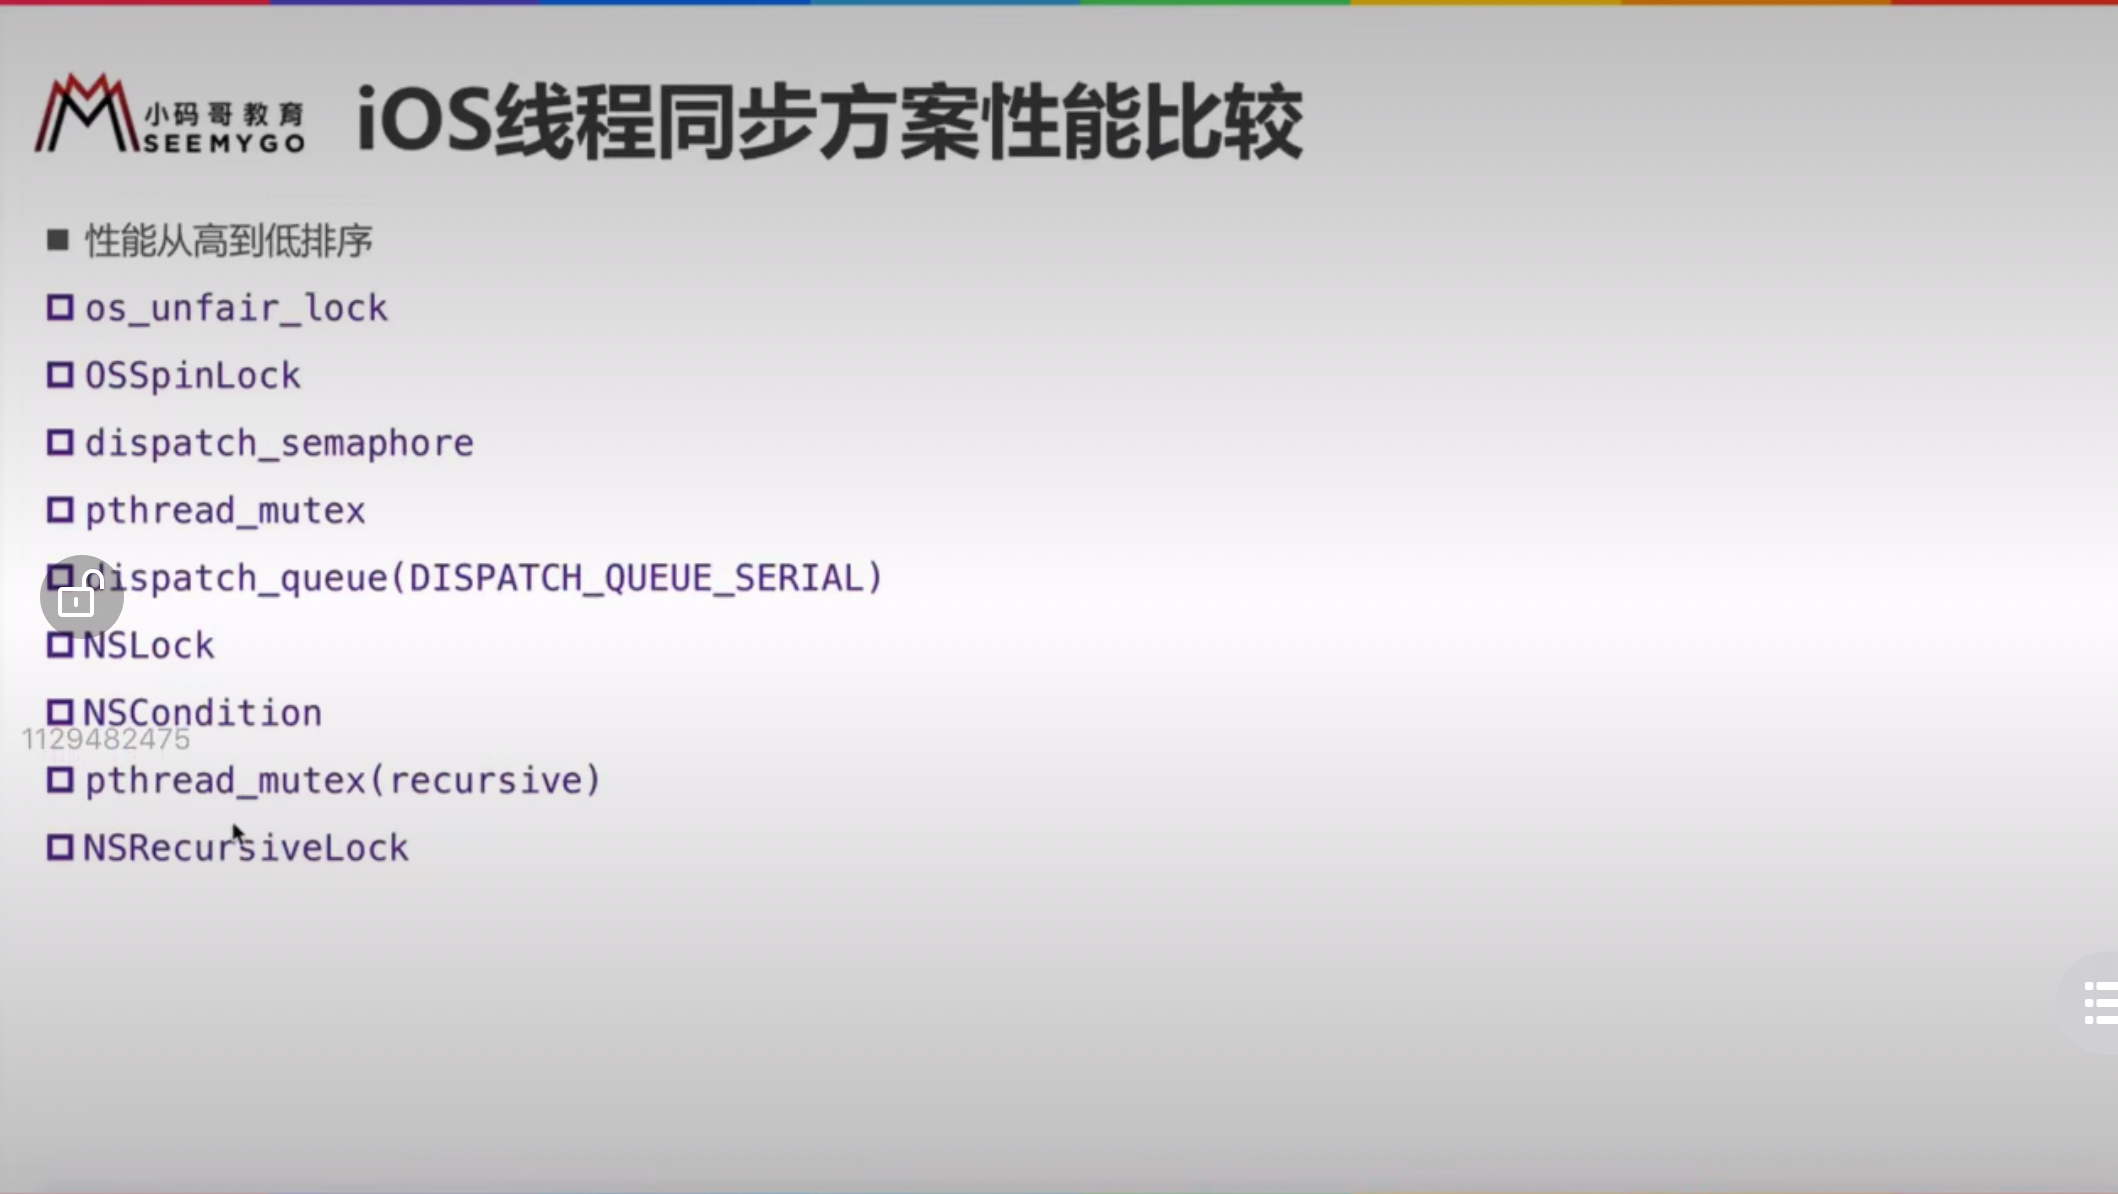 小码哥教育
SEEMYGO
iOS线程同步方案性能比较
性能从高到低排序
os_unfair_lock
OSSpinLock
dispatch_semaphore
pthread_mutex
dispatch_queue(DISPATCH_QUEUE_SERIAL)
NSLock
NSCondition
1129482475
pthread_mutex(recursive)
NSRecursiveLock